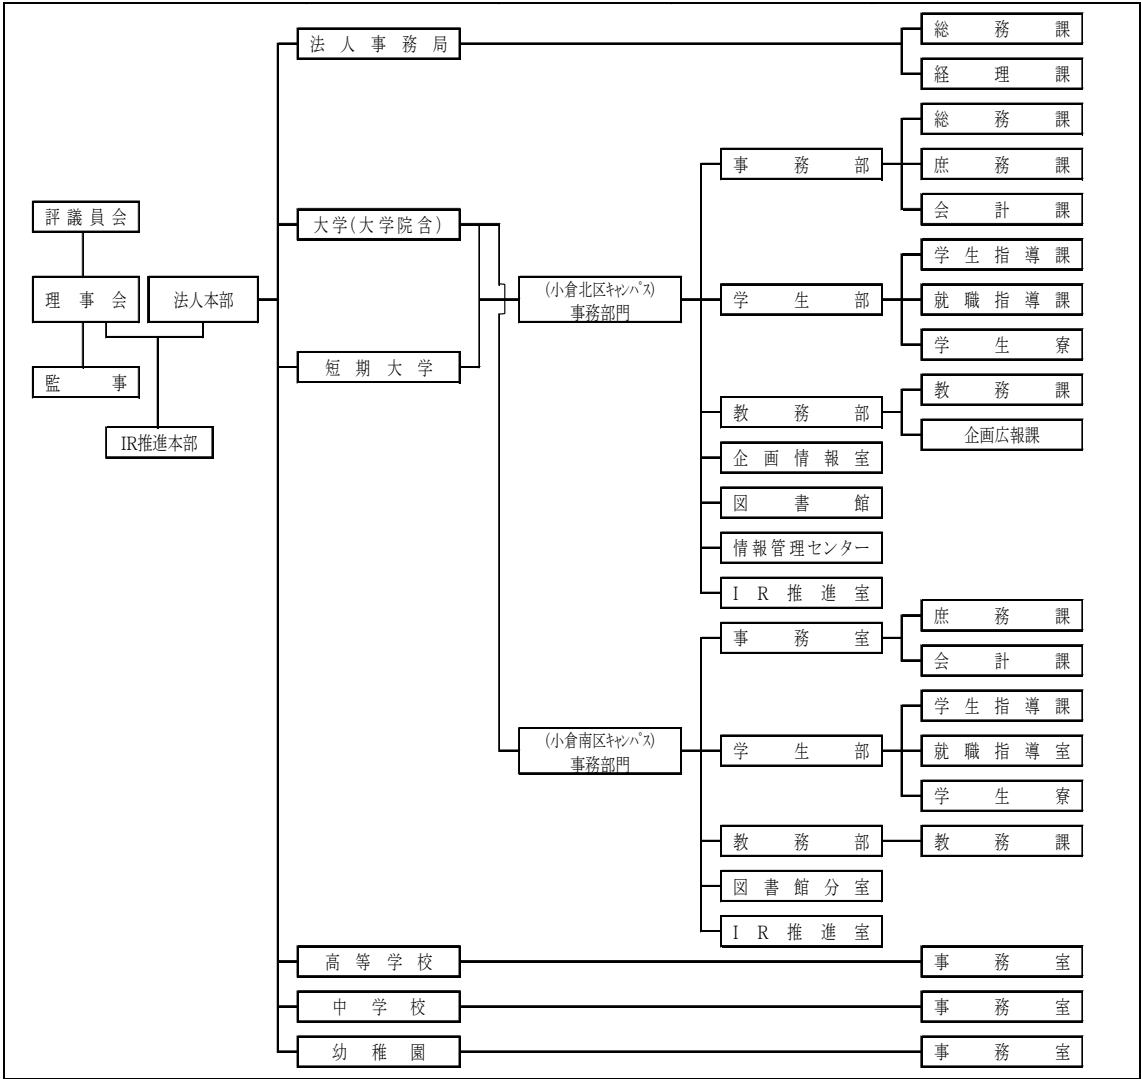 評議員会
理事会
監事
法人本部
IR推進本部
法人事務局
総務課
経理課
大学(大学院含)
短期大学
(小倉北区ｷｬﾝﾊﾟｽ)
事務部門
事務部
総務課
庶務課
会計課
学生部
学生指導課
就職指導課
学生寮
教務部
教務課
企画広報課
企画情報室
図書館
情報管理センター
IR推進室
(小倉南区ｷｬﾝﾊﾟｽ)
事務部門
事務室
庶務課
会計課
学生部
学生指導課
就職指導室
学生寮
教務部
教務課
図書館分室
IR推進室
高等学校
事務室
中学校
事務室
幼稚園
事務室